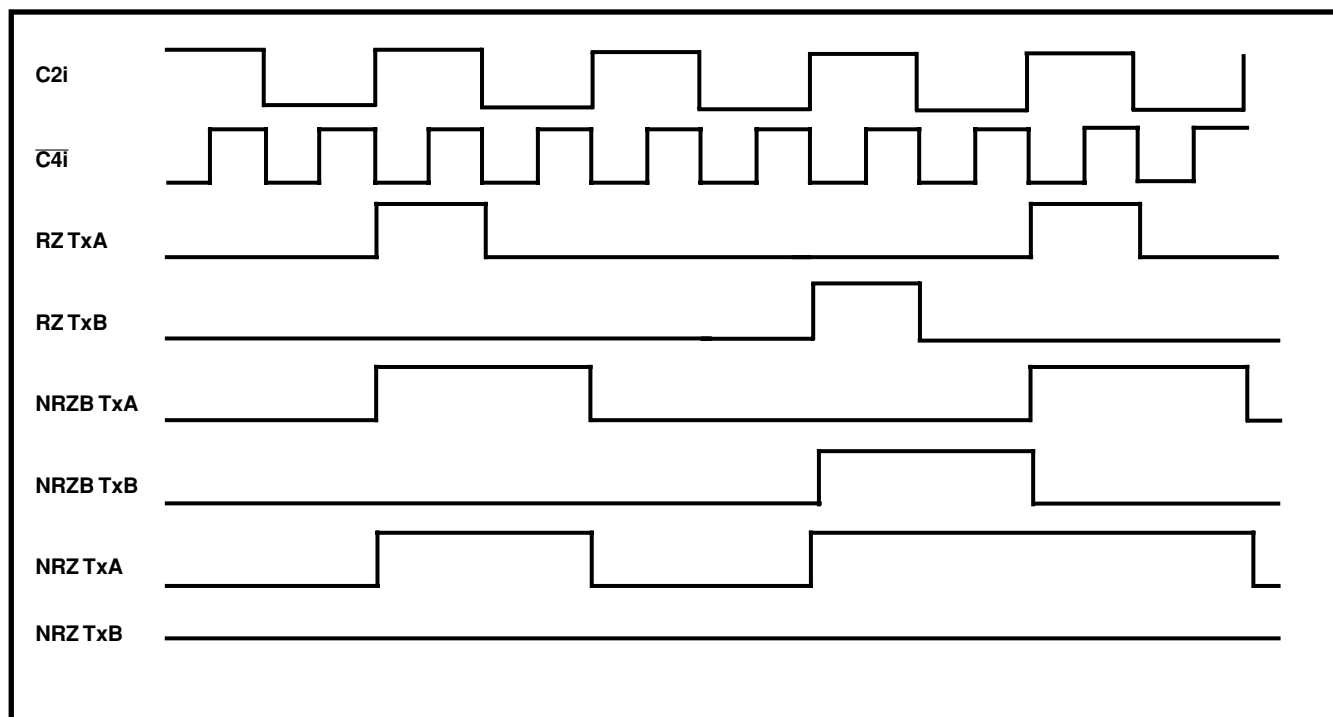 C2i
C4i
RZ TxA
RZ TxB
NRZB TxA
NRZB TxB
NRZ TxA
NRZ TxB